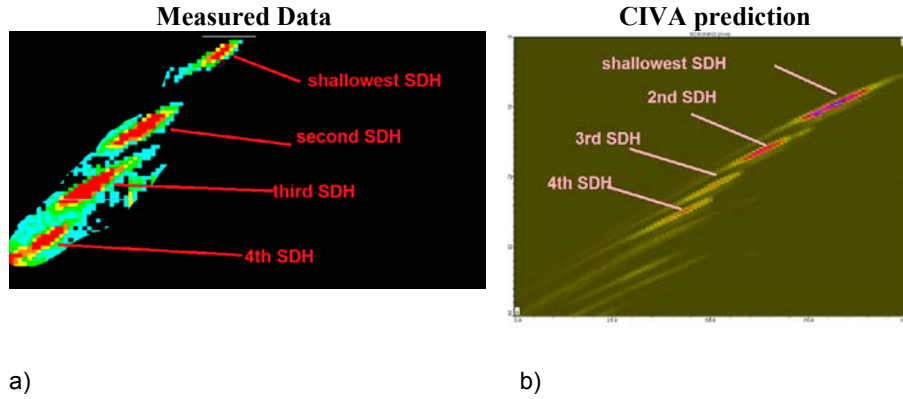 Measured Data
CIVA prediction
shallowest SDH
second SDH
third SDH
4th SDH
shallowest SDH
2nd SDH
3rd SDH
4th SDH
a)
b)